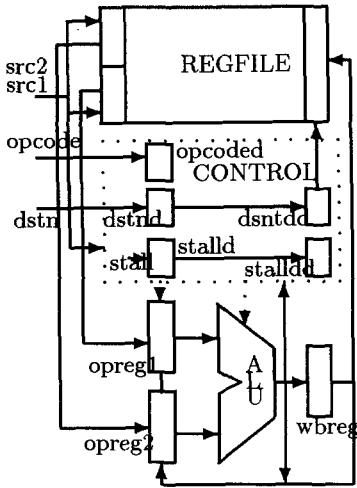 REGFILE
src2
src1
opcode
opcoded
CONTROL
dstn
dstnd
dsntdd
stall
stalld
stalldd
opreg1
A
L
U
wbreg
opreg2